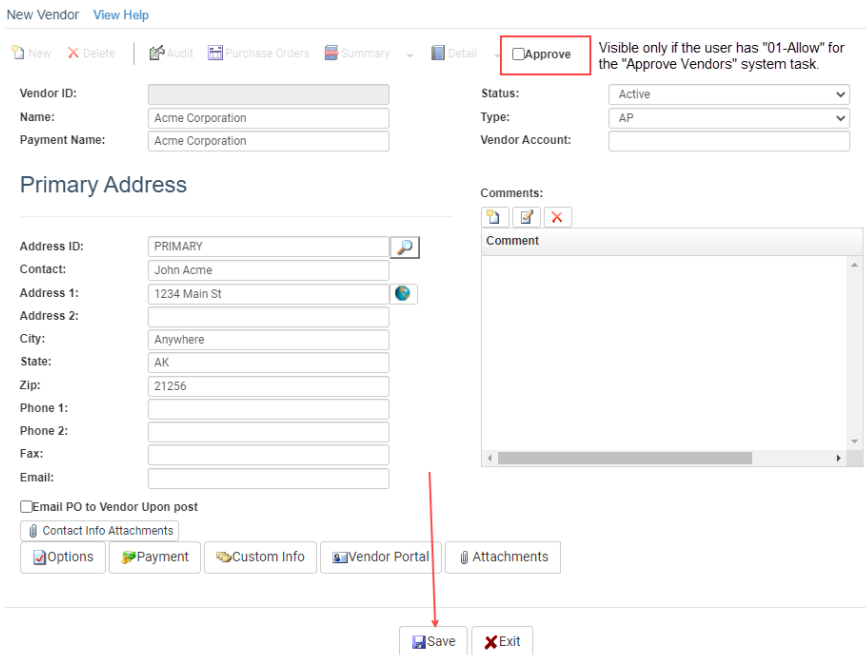 New Vendor View Help
New Delete Audit Purchase Orders Summary Detail Approve
Visible only if the user has "01-Allow" for
the "Approve Vendors" system task.
Vendor ID:
Status: Active
Name: Acme Corporation
Type: AP
Payment Name: Acme Corporation
Vendor Account:
Primary Address
Comments:
Comment
Address ID: PRIMARY
Contact: John Acme
Address 1: 1234 Main St
Address 2:
City: Anywhere
State: AK
Zip: 21256
Phone 1:
Phone 2:
Fax:
Email:
Email PO to Vendor Upon post
Contact Info Attachments
Options Payment Custom Info Vendor Portal Attachments
Save Exit